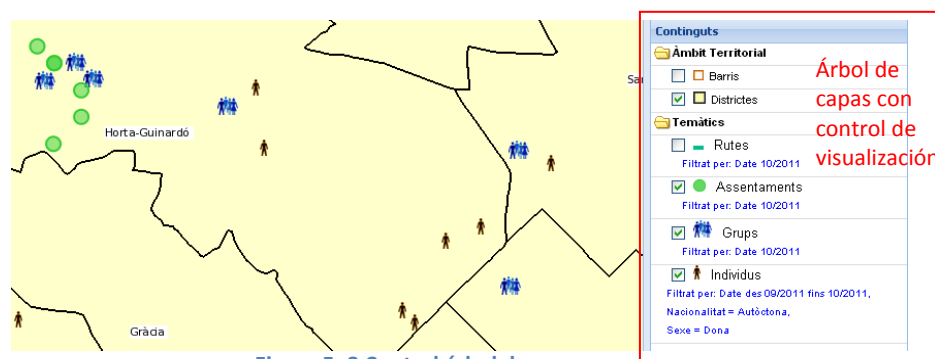 Horta-Guinardó
Gràcia
Sa
Continguts
Àmbit Territorial
Barris
Districtes
Temàtics
Rutes
Filtrat per: Date 10/2011
Assentaments
Filtrat per: Date 10/2011
Grups
Filtrat per: Date 10/2011
Individus
Filtrat per: Date des 09/2011 fins 10/2011,
Nacionalitat = Autòctona,
Sexe = Dona
Árbol de
capas con
control de
visualización